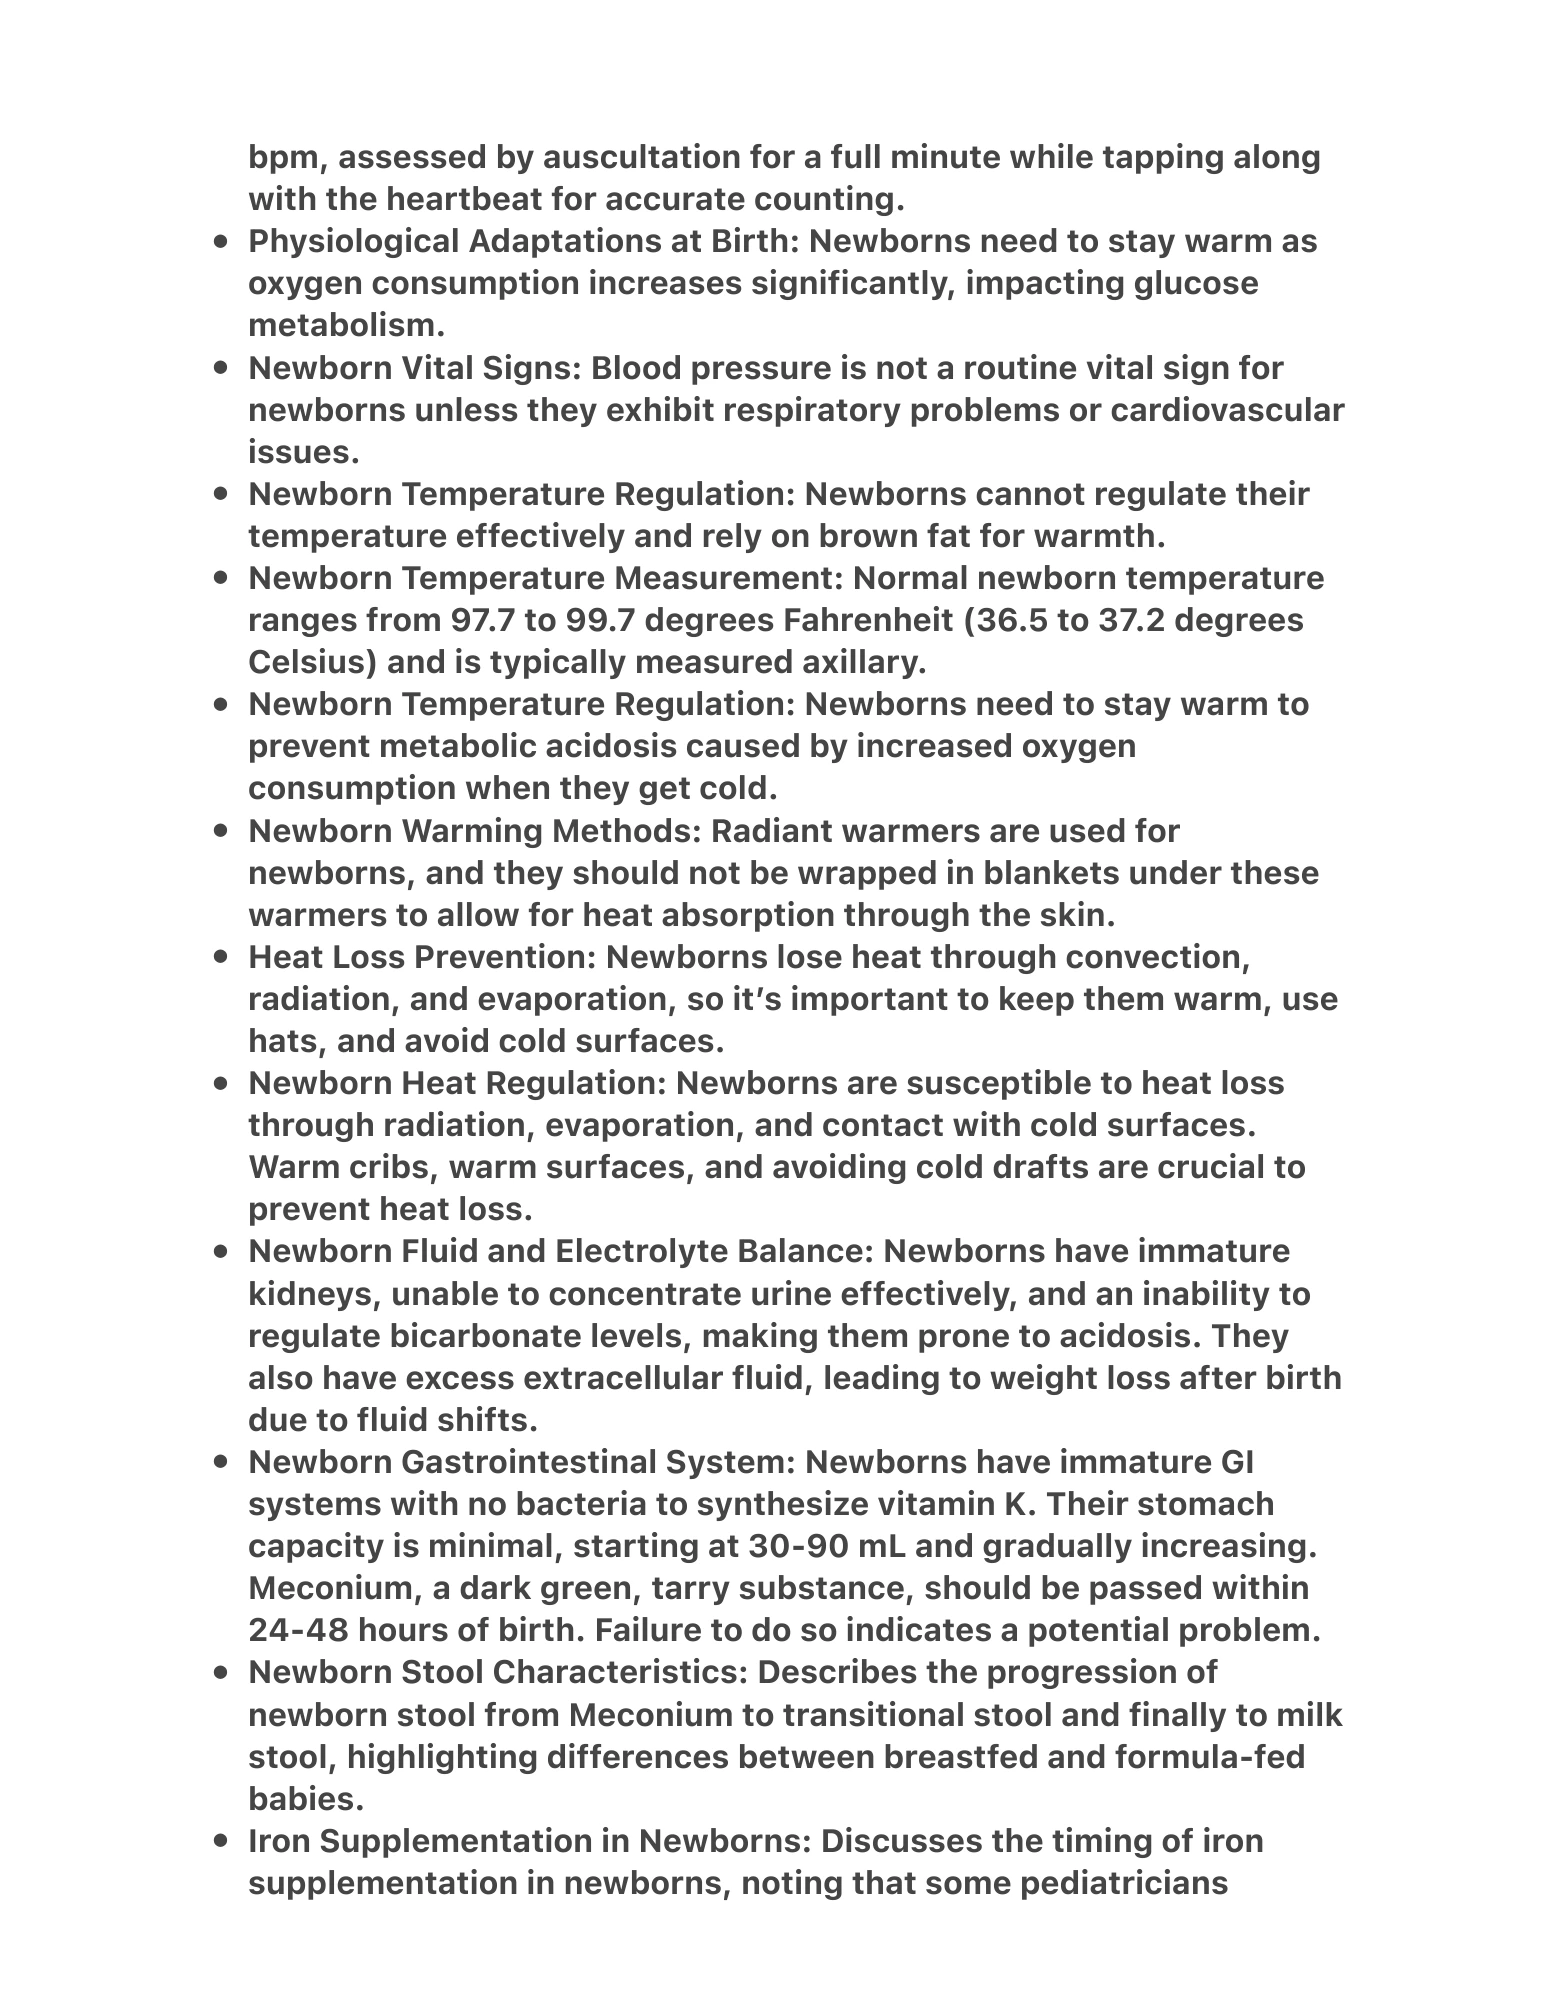 bpm, assessed by auscultation for a full minute while tapping along
with the heartbeat for accurate counting.
• Physiological Adaptations at Birth: Newborns need to stay warm as
oxygen consumption increases significantly, impacting glucose
metabolism.
• Newborn Vital Signs: Blood pressure is not a routine vital sign for
newborns unless they exhibit respiratory problems or cardiovascular
issues.
• Newborn Temperature Regulation: Newborns cannot regulate their
temperature effectively and rely on brown fat for warmth.
• Newborn Temperature Measurement: Normal newborn temperature
ranges from 97.7 to 99.7 degrees Fahrenheit (36.5 to 37.2 degrees
Celsius) and is typically measured axillary.
• Newborn Temperature Regulation: Newborns need to stay warm to
prevent metabolic acidosis caused by increased oxygen
consumption when they get cold.
• Newborn Warming Methods: Radiant warmers are used for
newborns, and they should not be wrapped in blankets under these
warmers to allow for heat absorption through the skin.
• Heat Loss Prevention: Newborns lose heat through convection,
radiation, and evaporation, so it’s important to keep them warm, use
hats, and avoid cold surfaces.
• Newborn Heat Regulation: Newborns are susceptible to heat loss
through radiation, evaporation, and contact with cold surfaces.
Warm cribs, warm surfaces, and avoiding cold drafts are crucial to
prevent heat loss.
• Newborn Fluid and Electrolyte Balance: Newborns have immature
kidneys, unable to concentrate urine effectively, and an inability to
regulate bicarbonate levels, making them prone to acidosis. They
also have excess extracellular fluid, leading to weight loss after birth
due to fluid shifts.
• Newborn Gastrointestinal System: Newborns have immature GI
systems with no bacteria to synthesize vitamin K. Their stomach
capacity is minimal, starting at 30-90 mL and gradually increasing.
Meconium, a dark green, tarry substance, should be passed within
24-48 hours of birth. Failure to do so indicates a potential problem.
• Newborn Stool Characteristics: Describes the progression of
newborn stool from Meconium to transitional stool and finally to milk
stool, highlighting differences between breastfed and formula-fed
babies.
• Iron Supplementation in Newborns: Discusses the timing of iron
supplementation in newborns, noting that some pediatricians